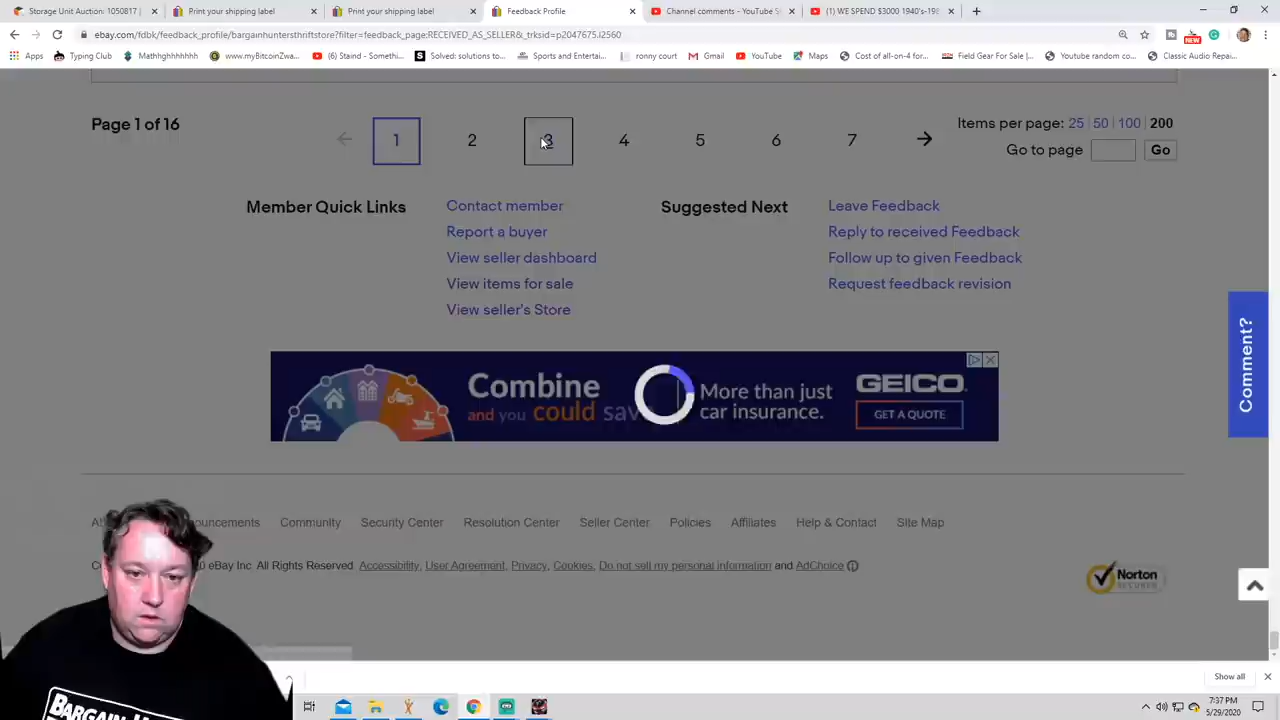 Storage Unit Auction: 1050817
Print your shipping label
Print your shipping label
Feedback Profile
Channel comments - YouTube St
(1) WE SPEND $3000 1940's-198
ebay.com/fdbk/feedback_profile/bargainhuntersthriftstore?filter=feedback_page:RECEIVED_AS_SELLER&_trksid=p2047675.l2560
NEW
Apps
Typing Club
Mathhghhhhhh
www.myBitcoinZwa...
(6) Staind - Somethi...
Solved: solutions to...
Sports and Entertai...
ronny court
Gmail
YouTube
Maps
Cost of all-on-4 for...
Field Gear For Sale |...
Youtube random co...
Classic Audio Repai...
Page 1 of 16
1 2 3 4 5 6 7
Items per page: 25 | 50 | 100 | 200
Go to page Go
Member Quick Links
Contact member
Report a buyer
View seller dashboard
View items for sale
View seller's Store
Suggested Next
Leave Feedback
Reply to received Feedback
Follow up to given Feedback
Request feedback revision
Comment?
Combine
and you could sav
More than just
car insurance.
GEICO
GET A QUOTE
Community Security Center Resolution Center Seller Center Policies Affiliates Help & Contact Site Map
eBay Inc. All Rights Reserved. Accessibility, User Agreement, Privacy, Cookies, Do not sell my personal information and AdChoice
Norton
SECURED
Show all
BARGAIN
7:37 PM
5/29/2020